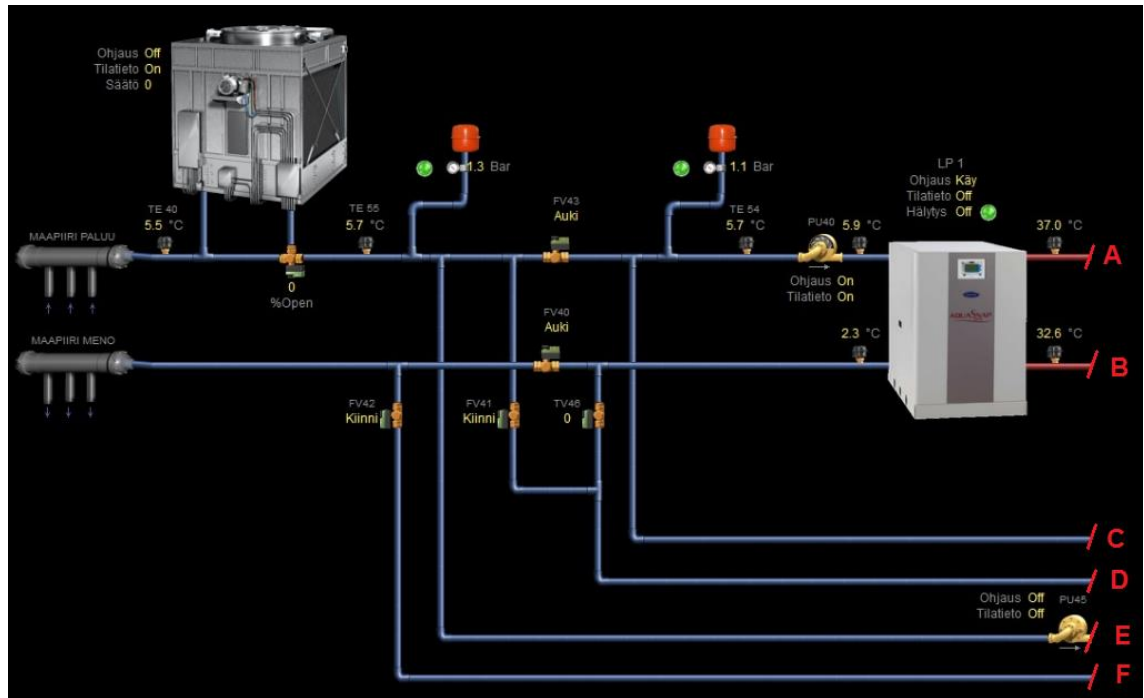 Ohjaus Off
Tilatieto On
Säätö 0
1.3 Bar
1.1 Bar
LP 1
Ohjaus Käy
Tilatieto Off
Hälytys Off
TE 40
5.5 °C
TE 55
5.7 °C
FV43
Auki
TE 54
5.7 °C
PU40
5.9 °C
37.0 °C
A
MAAPIIRI PALUU
0
%Open
Ohjaus On
Tilatieto On
AQUASNAP
FV40
Auki
MAAPIIRI MENO
2.3 °C
32.6 °C
B
FV42
Kiinni
FV41
Kiinni
TV46
0
C
D
Ohjaus Off
Tilatieto Off
PU45
E
F